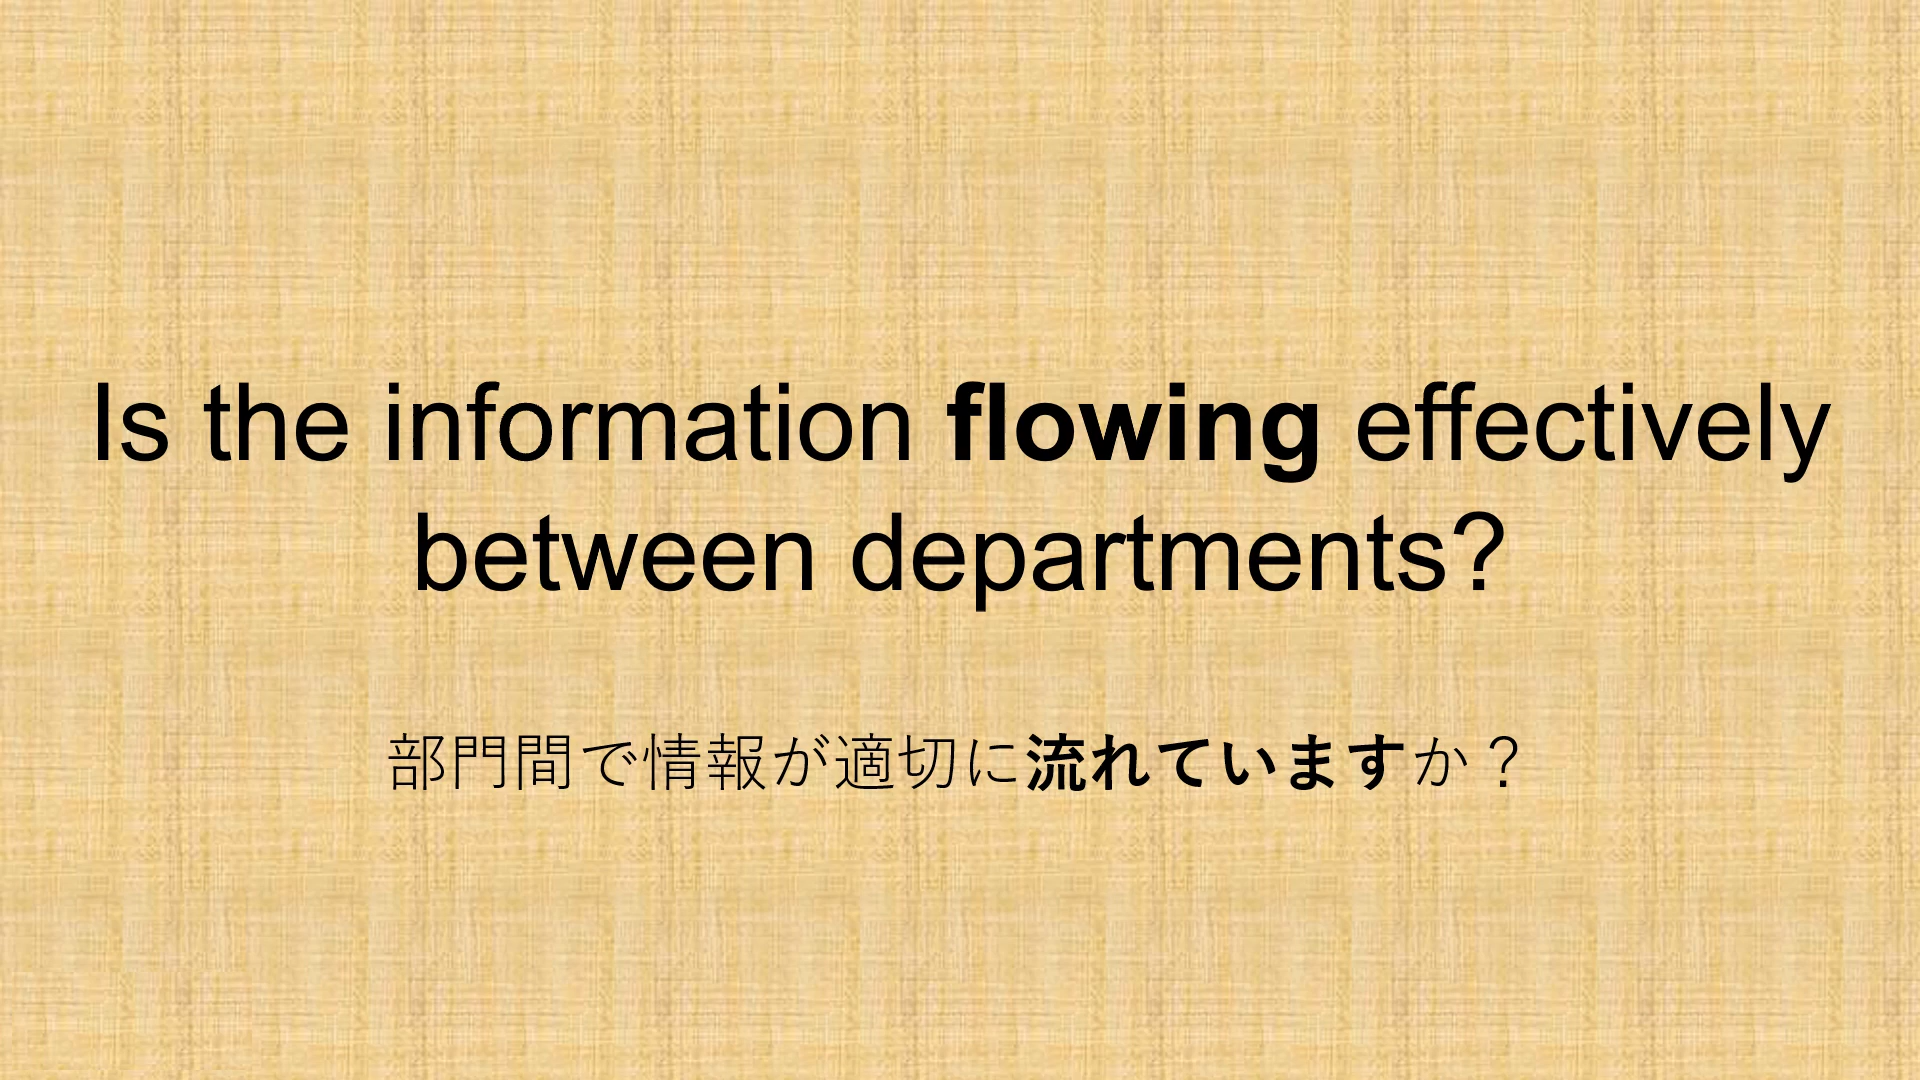 Is the information flowing effectively
between departments?
部門間で情報が適切に流れていますか？